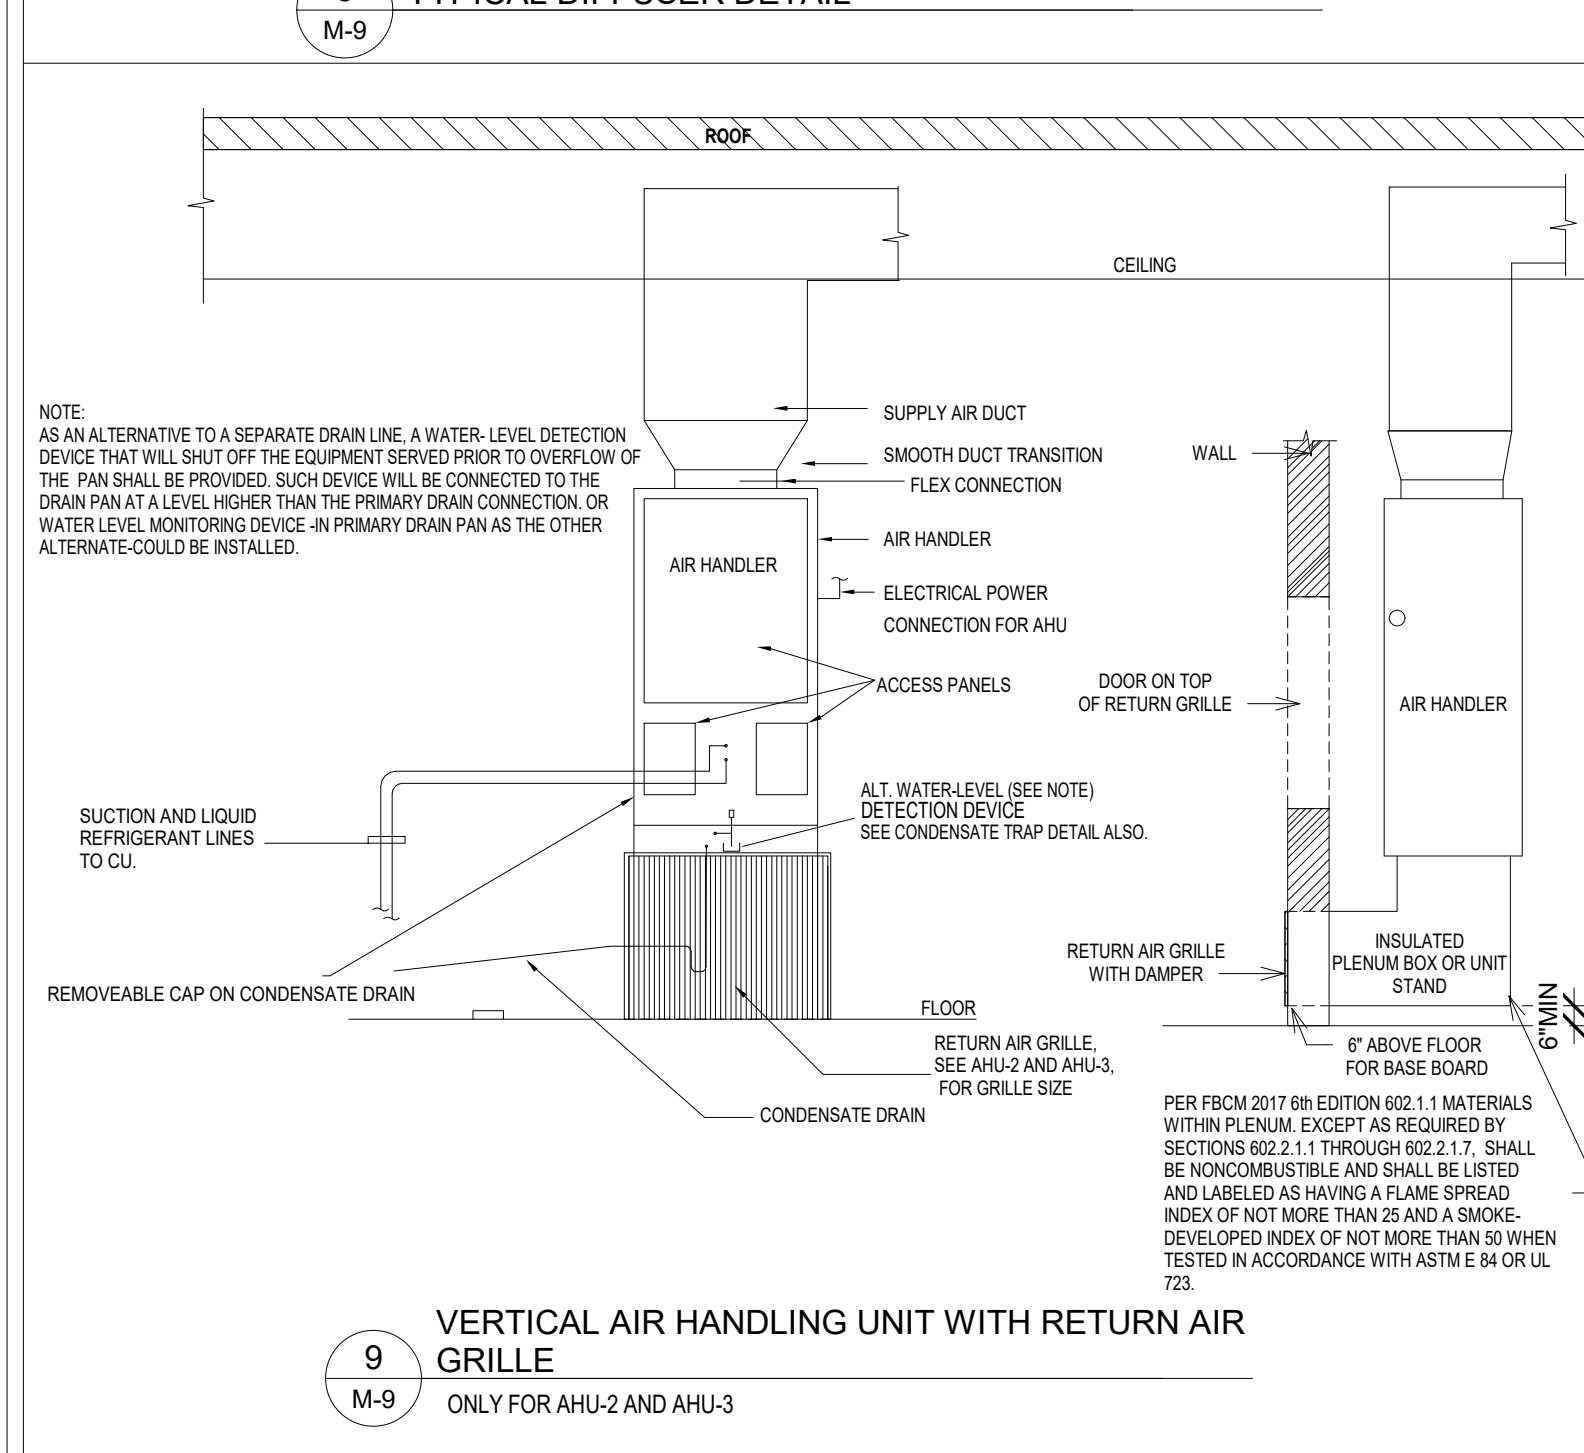 M-9
ROOF
CEILING
NOTE:
AS AN ALTERNATIVE TO A SEPARATE DRAIN LINE, A WATER- LEVEL DETECTION
DEVICE THAT WILL SHUT OFF THE EQUIPMENT SERVED PRIOR TO OVERFLOW OF
THE PAN SHALL BE PROVIDED. SUCH DEVICE WILL BE CONNECTED TO THE
DRAIN PAN AT A LEVEL HIGHER THAN THE PRIMARY DRAIN CONNECTION. OR
WATER LEVEL MONITORING DEVICE -IN PRIMARY DRAIN PAN AS THE OTHER
ALTERNATE-COULD BE INSTALLED.
SUPPLY AIR DUCT
SMOOTH DUCT TRANSITION
FLEX CONNECTION
AIR HANDLER
AIR HANDLER
ELECTRICAL POWER
CONNECTION FOR AHU
ACCESS PANELS
ALT. WATER-LEVEL (SEE NOTE)
DETECTION DEVICE
SEE CONDENSATE TRAP DETAIL ALSO.
SUCTION AND LIQUID
REFRIGERANT LINES
TO CU.
REMOVEABLE CAP ON CONDENSATE DRAIN
FLOOR
RETURN AIR GRILLE,
SEE AHU-2 AND AHU-3,
FOR GRILLE SIZE
CONDENSATE DRAIN
WALL
DOOR ON TOP
OF RETURN GRILLE
AIR HANDLER
RETURN AIR GRILLE
WITH DAMPER
INSULATED
PLENUM BOX OR UNIT
STAND
6"MIN
6" ABOVE FLOOR
FOR BASE BOARD
PER FBCM 2017 6th EDITION 602.1.1 MATERIALS
WITHIN PLENUM. EXCEPT AS REQUIRED BY
SECTIONS 602.2.1.1 THROUGH 602.2.1.7, SHALL
BE NONCOMBUSTIBLE AND SHALL BE LISTED
AND LABELED AS HAVING A FLAME SPREAD
INDEX OF NOT MORE THAN 25 AND A SMOKE-
DEVELOPED INDEX OF NOT MORE THAN 50 WHEN
TESTED IN ACCORDANCE WITH ASTM E 84 OR UL
723.
9
M-9
VERTICAL AIR HANDLING UNIT WITH RETURN AIR
GRILLE
ONLY FOR AHU-2 AND AHU-3